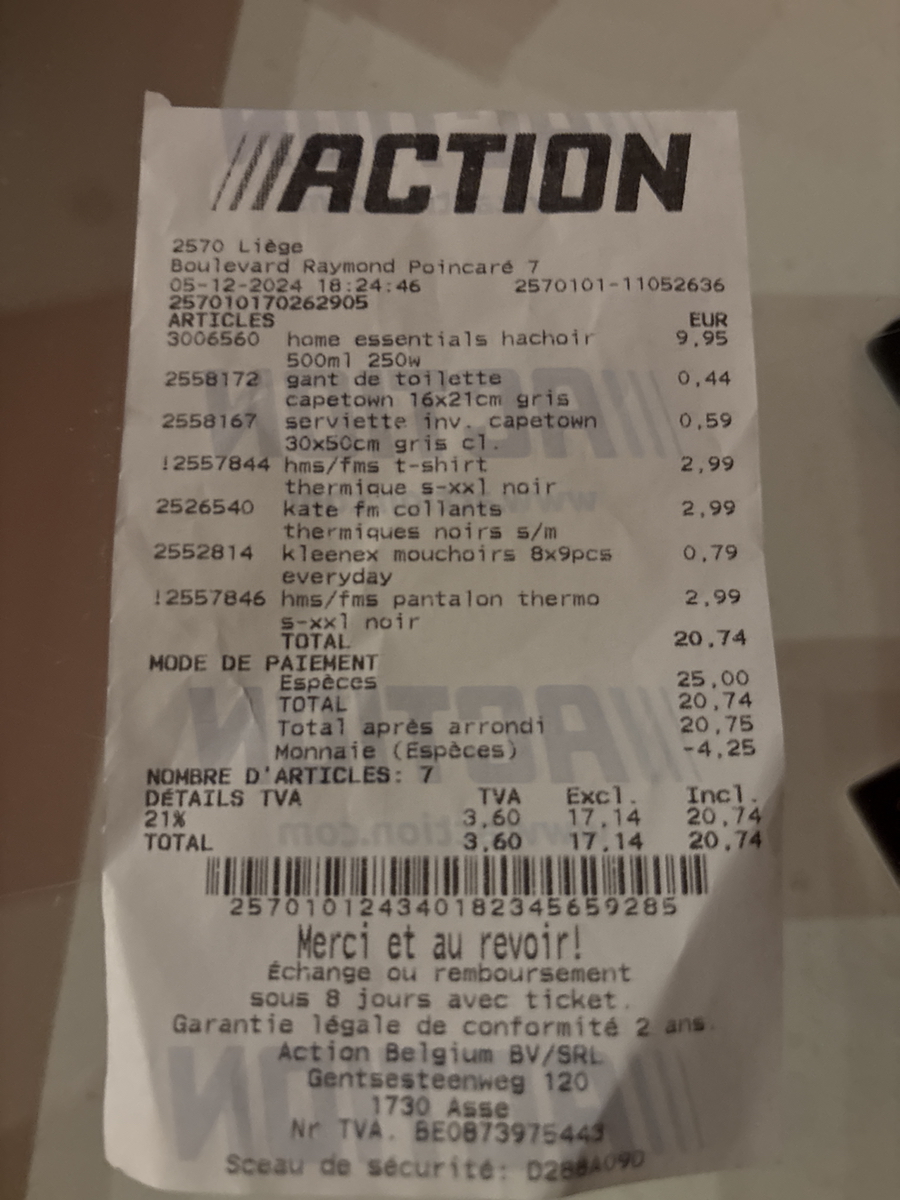 ACTION
2570 Liège
Boulevard Raymond Poincaré 7
05-12-2024 18:24:46 2570101-11052636
257010170262905
ARTICLES EUR
3006560 home essentials hachoir 9,95
500ml 250w
2558172 gant de toilette 0,44
capetown 16x21cm gris
2558167 serviette inv. capetown 0,59
30x50cm gris cl.
!2557844 hms/fms t-shirt 2,99
thermique s-xxl noir
2526540 kate fm collants 2,99
thermiques noirs s/m
2552814 kleenex mouchoirs 8x9pcs 0,79
everyday
!2557846 hms/fms pantalon thermo 2,99
s-xxl noir
TOTAL 20,74
MODE DE PAIEMENT
Espèces 25,00
TOTAL 20,74
Total après arrondi 20,75
Monnaie (Espèces) -4,25
NOMBRE D'ARTICLES: 7
DÉTAILS TVA TVA Excl. Incl.
21% 3,60 17,14 20,74
TOTAL 3,60 17,14 20,74
2570101243401823456​59285
Merci et au revoir!
Échange ou remboursement
sous 8 jours avec ticket.
Garantie légale de conformité 2 ans.
Action Belgium BV/SRL
Gentsesteenweg 120
1730 Asse
Nr TVA. BE0873975443
Sceau de sécurité: D288A09D